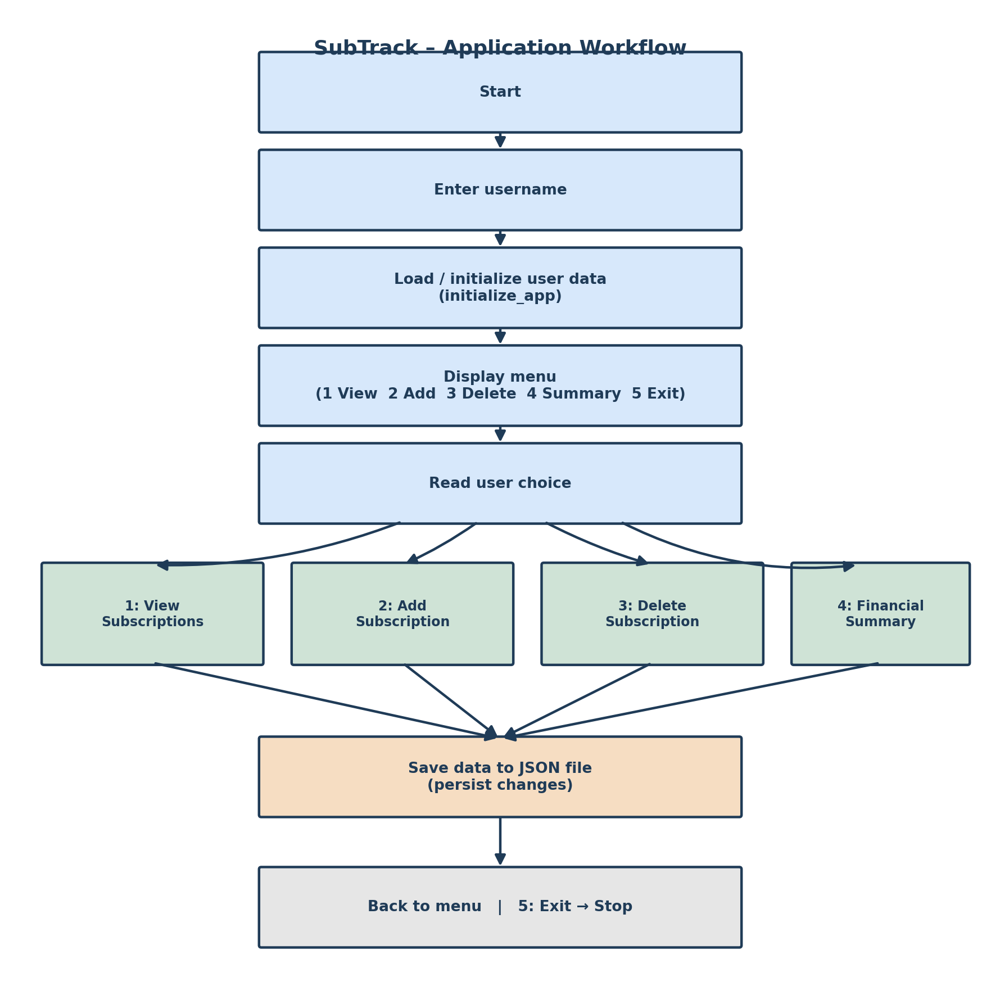 SubTrack – Application Workflow
Start
Enter username
Load / initialize user data
(initialize_app)
Display menu
(1 View  2 Add  3 Delete  4 Summary  5 Exit)
Read user choice
1: View
Subscriptions
2: Add
Subscription
3: Delete
Subscription
4: Financial
Summary
Save data to JSON file
(persist changes)
Back to menu   |   5: Exit → Stop